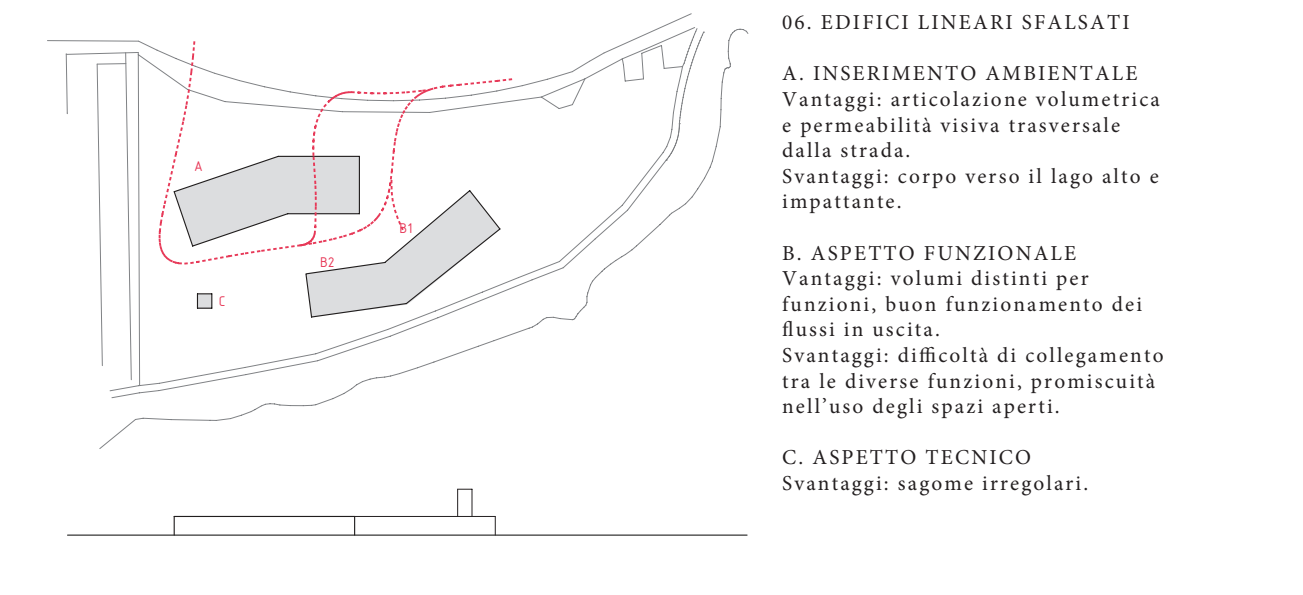 06. EDIFICI LINEARI SFALSATI
A. INSERIMENTO AMBIENTALE
Vantaggi: articolazione volumetrica
e permeabilità visiva trasversale
dalla strada.
Svantaggi: corpo verso il lago alto e
impattante.
B. ASPETTO FUNZIONALE
Vantaggi: volumi distinti per
funzioni, buon funzionamento dei
flussi in uscita.
Svantaggi: difficoltà di collegamento
tra le diverse funzioni, promiscuità
nell’uso degli spazi aperti.
C. ASPETTO TECNICO
Svantaggi: sagome irregolari.
A
B1
B2
C